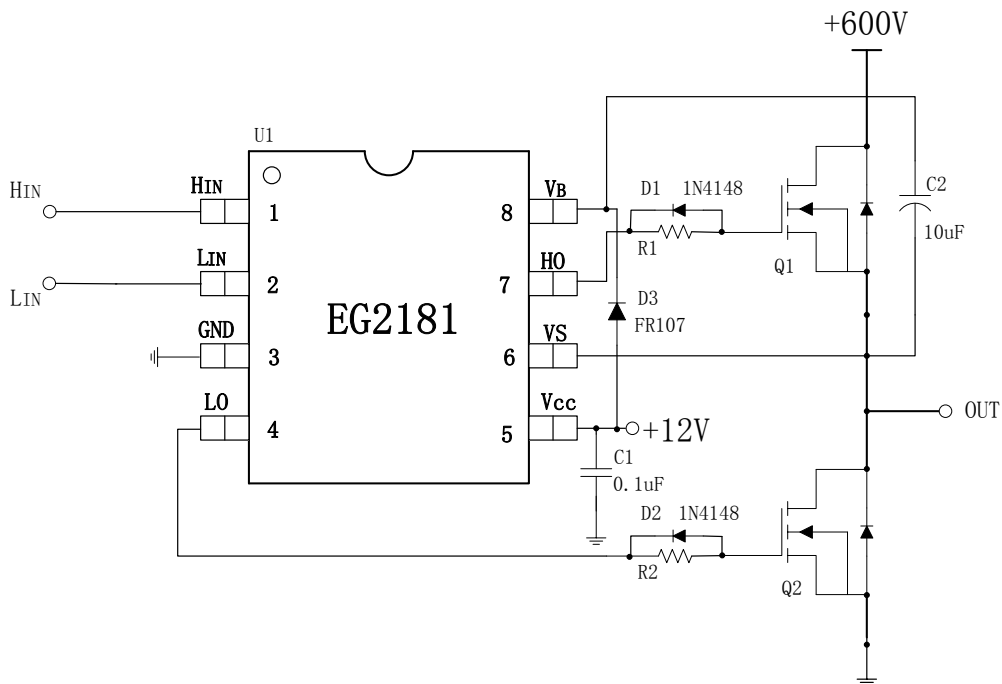 +600V
U1
HIN
HIN
1
LIN
LIN
2
GND
3
LO
4
EG2181
VB
8
HO
7
VS
6
Vcc
5
D1 1N4148
R1
Q1
C2
10uF
D3
FR107
OUT
+12V
C1
0.1uF
D2 1N4148
R2
Q2